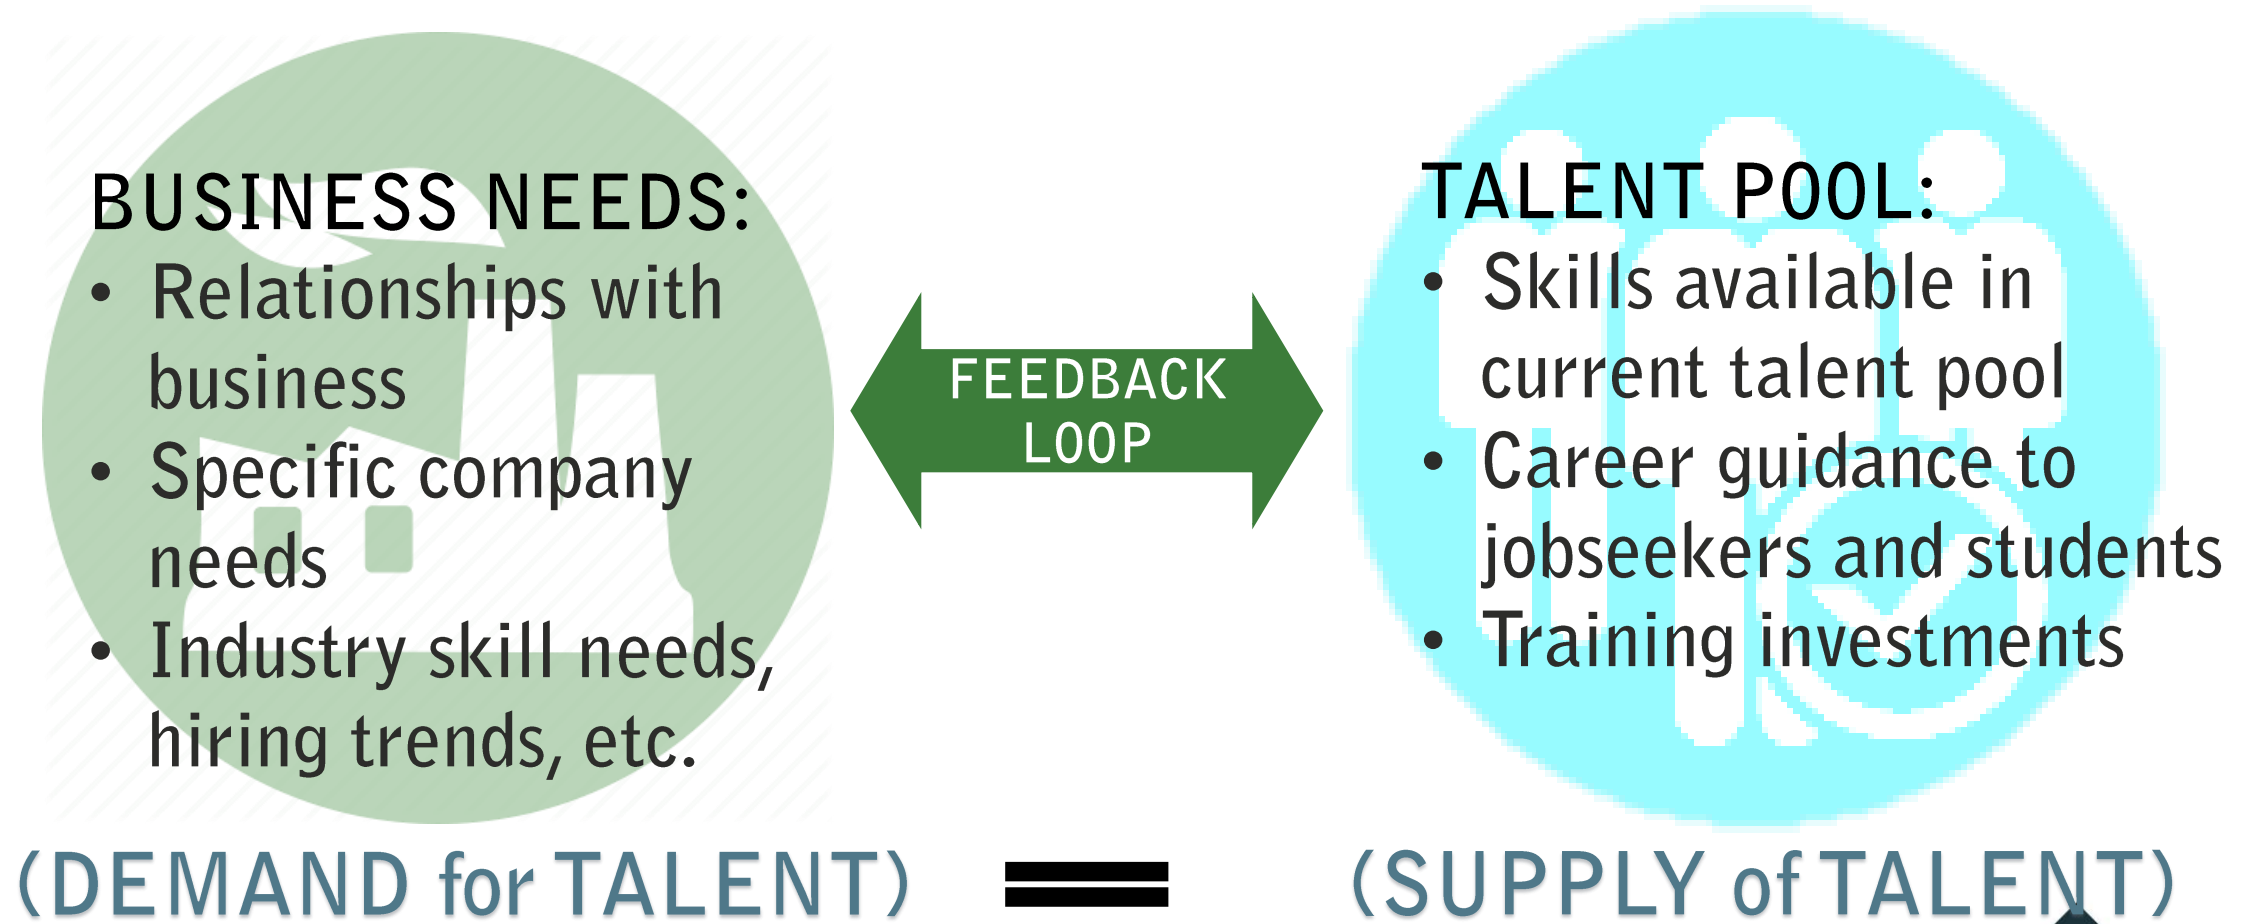 BUSINESS NEEDS:
• Relationships with
business
• Specific company
needs
• Industry skill needs,
hiring trends, etc.
FEEDBACK
LOOP
TALENT POOL:
• Skills available in
current talent pool
• Career guidance to
jobseekers and students
• Training investments
(DEMAND for TALENT) = (SUPPLY of TALENT)